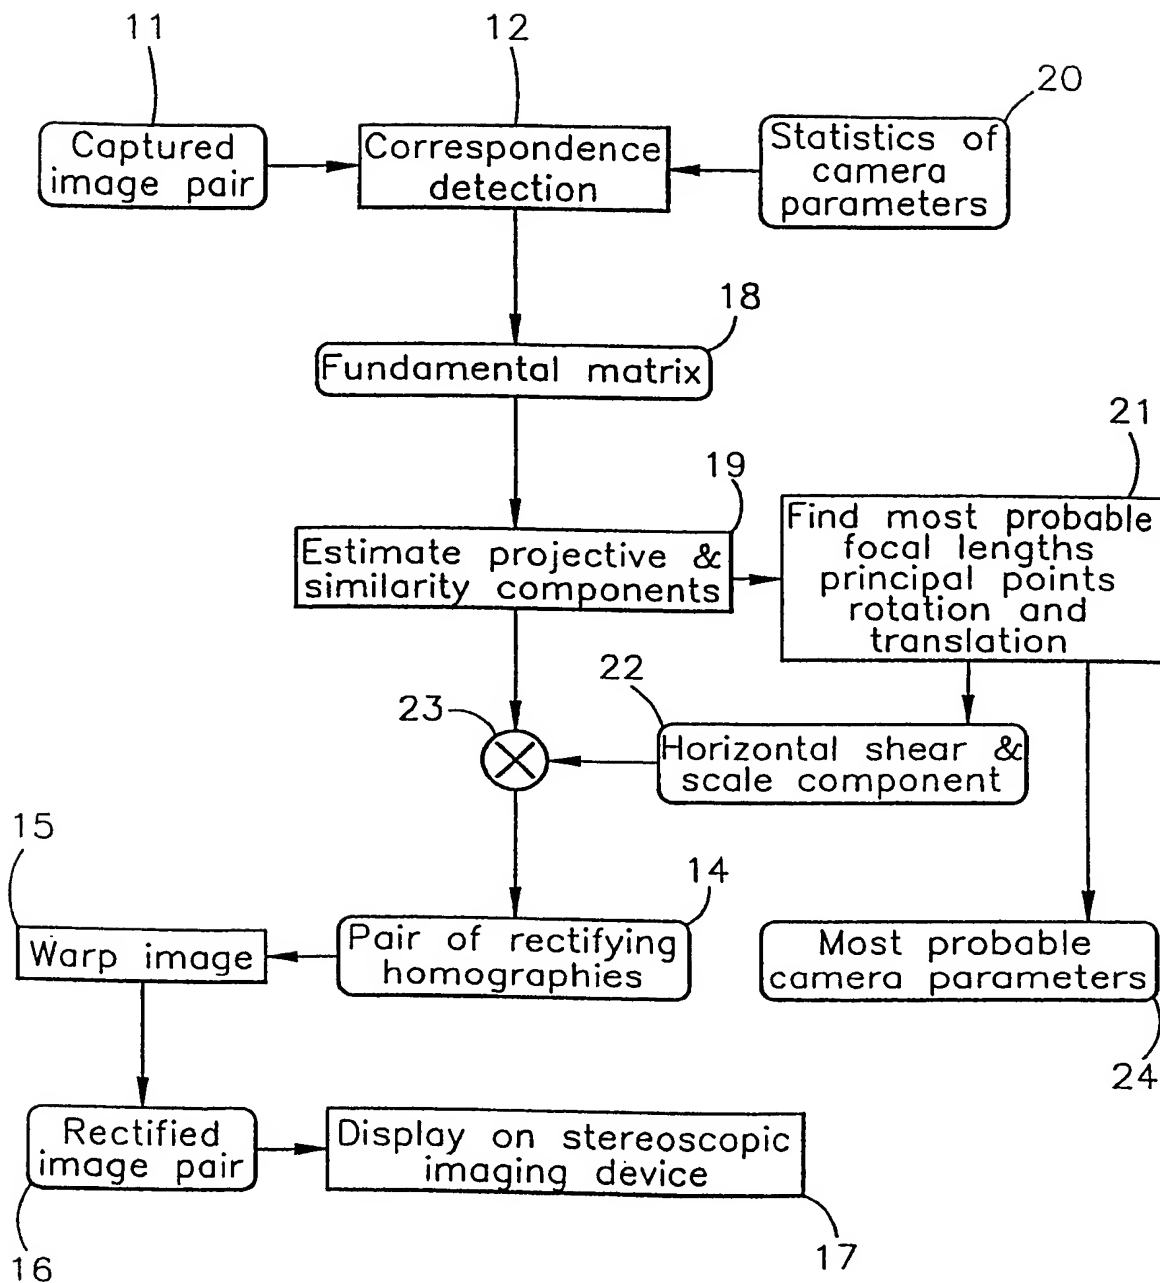 11
12
20
Captured
image pair
Correspondence
detection
Statistics of
camera
parameters
18
Fundamental matrix
21
19
Estimate projective &
similarity components
Find most probable
focal lengths
principal points
rotation and
translation
22
23
Horizontal shear &
scale component
15
14
Warp image
Pair of rectifying
homographies
Most probable
camera parameters
24
Rectified
image pair
Display on stereoscopic
imaging device
16
17